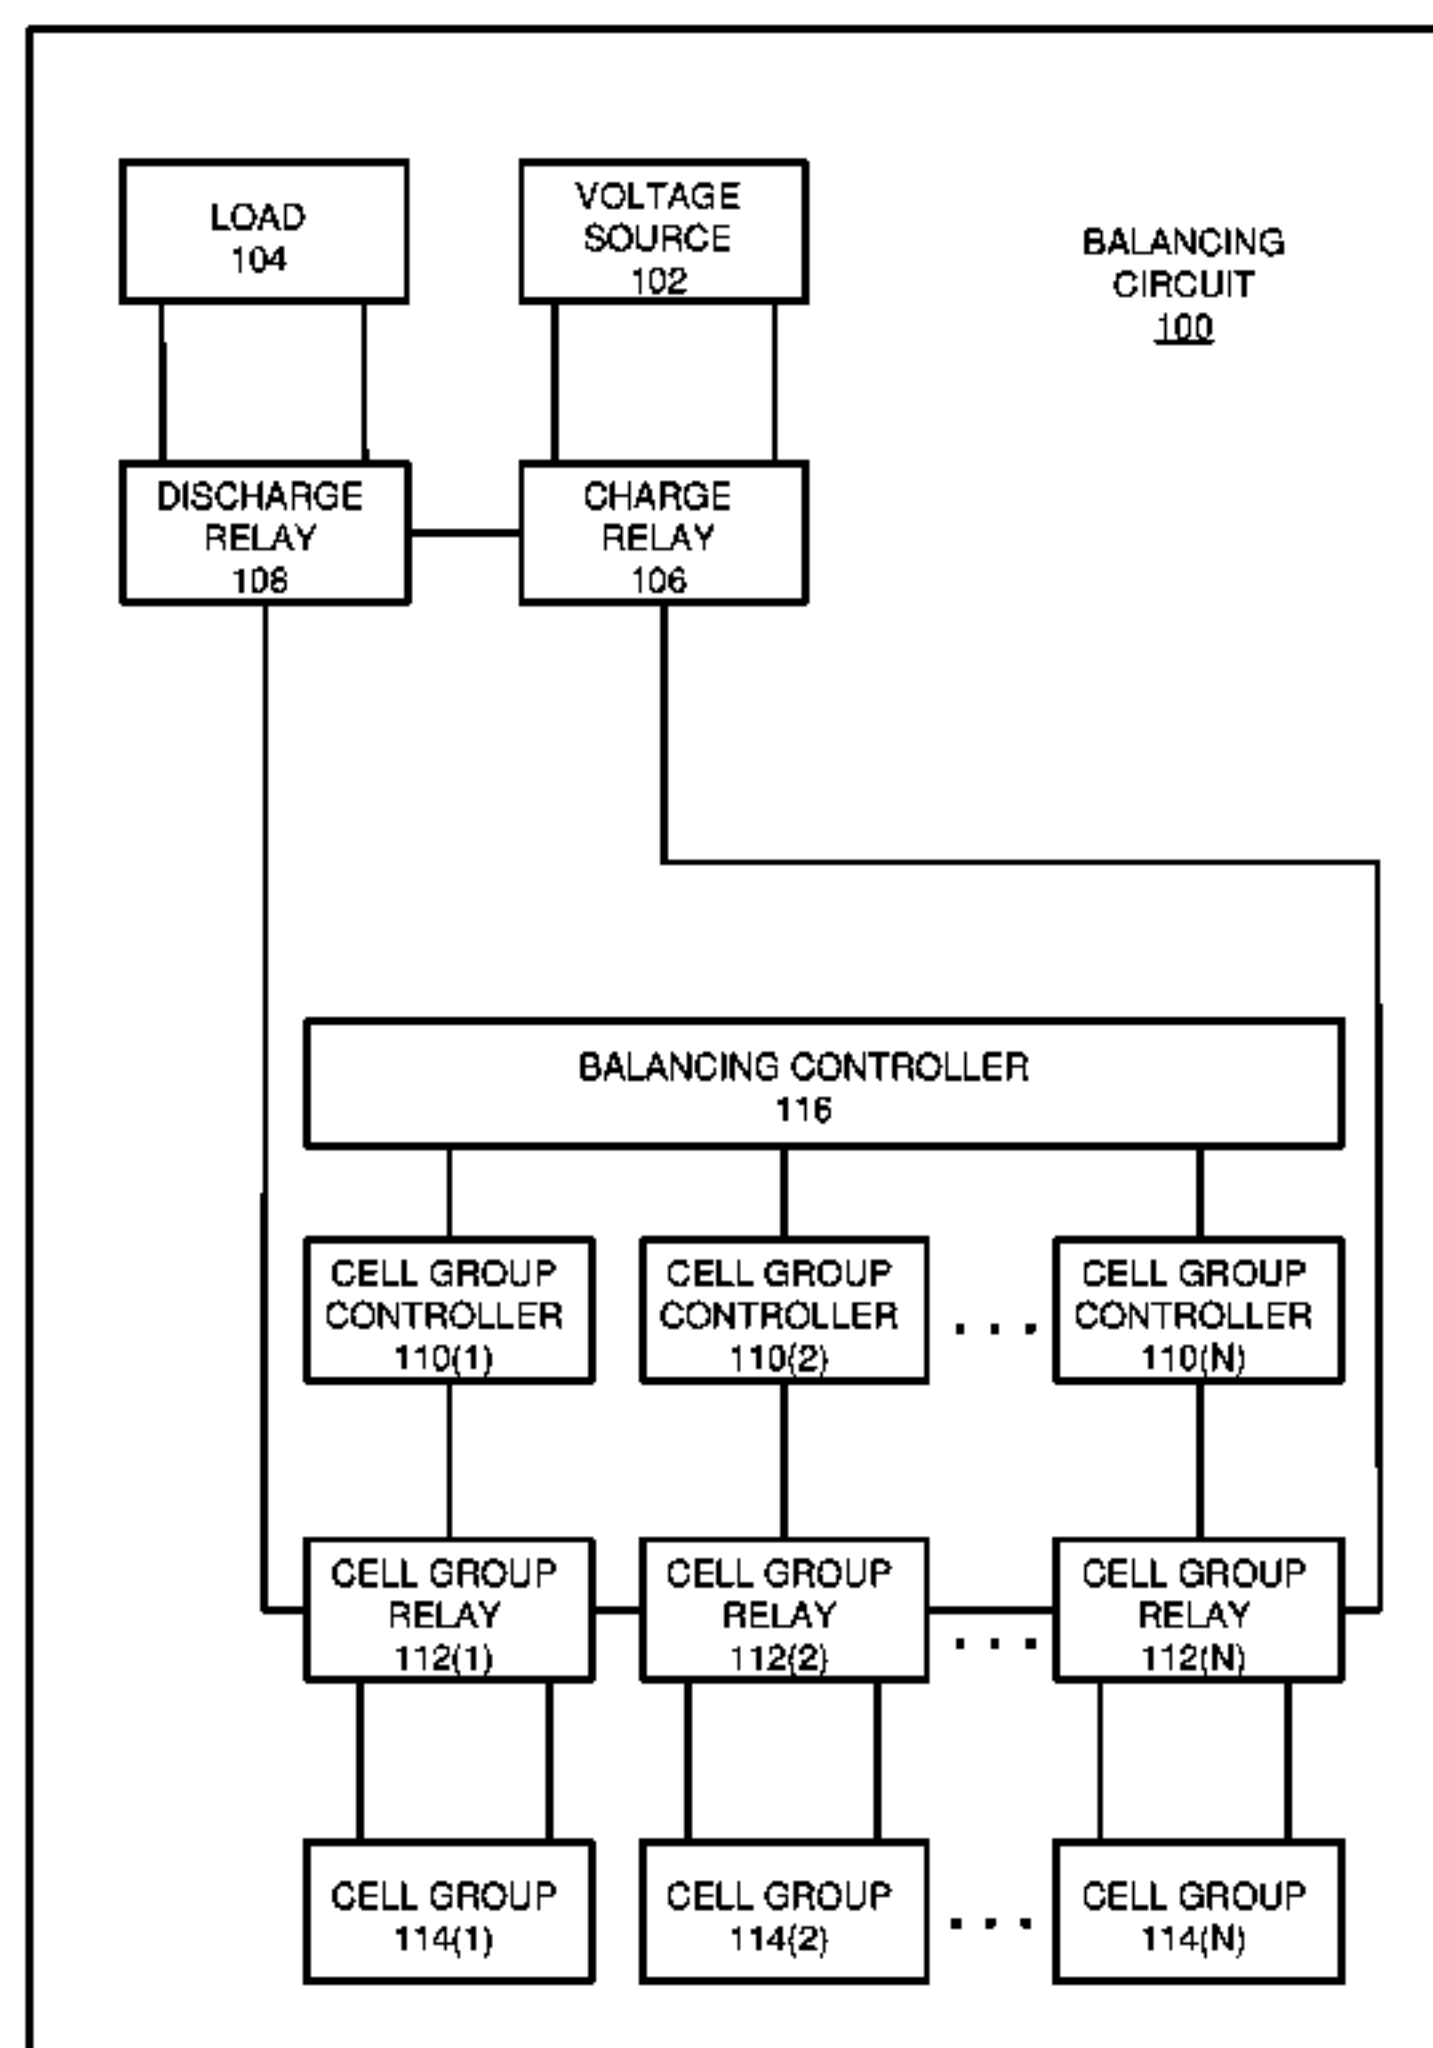 LOAD
104
VOLTAGE
SOURCE
102
BALANCING
CIRCUIT
100
DISCHARGE
RELAY
108
CHARGE
RELAY
106
BALANCING CONTROLLER
116
CELL GROUP
CONTROLLER
110(1)
CELL GROUP
CONTROLLER
110(2)
. . .
CELL GROUP
CONTROLLER
110(N)
CELL GROUP
RELAY
112(1)
CELL GROUP
RELAY
112(2)
. . .
CELL GROUP
RELAY
112(N)
CELL GROUP
114(1)
CELL GROUP
114(2)
. . .
CELL GROUP
114(N)